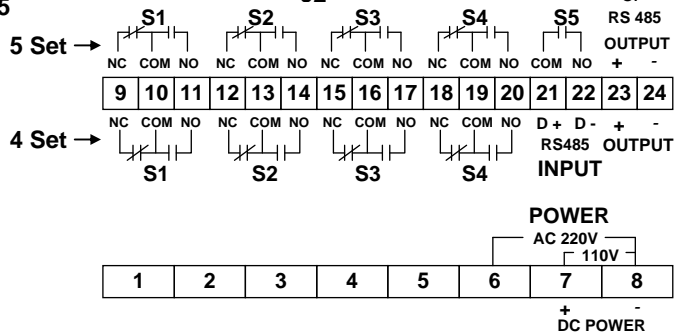 5
S1 S2 S3 S4 S5 RS 485
5 Set → OUTPUT
NC COM NO NC COM NO NC COM NO NC COM NO COM NO + -
9 10 11 12 13 14 15 16 17 18 19 20 21 22 23 24
NC COM NO NC COM NO NC COM NO NC COM NO D + D - + -
4 Set → RS485 OUTPUT
S1 S2 S3 S4 INPUT
POWER
AC 220V
110V
1 2 3 4 5 6 7 8
+ -
DC POWER